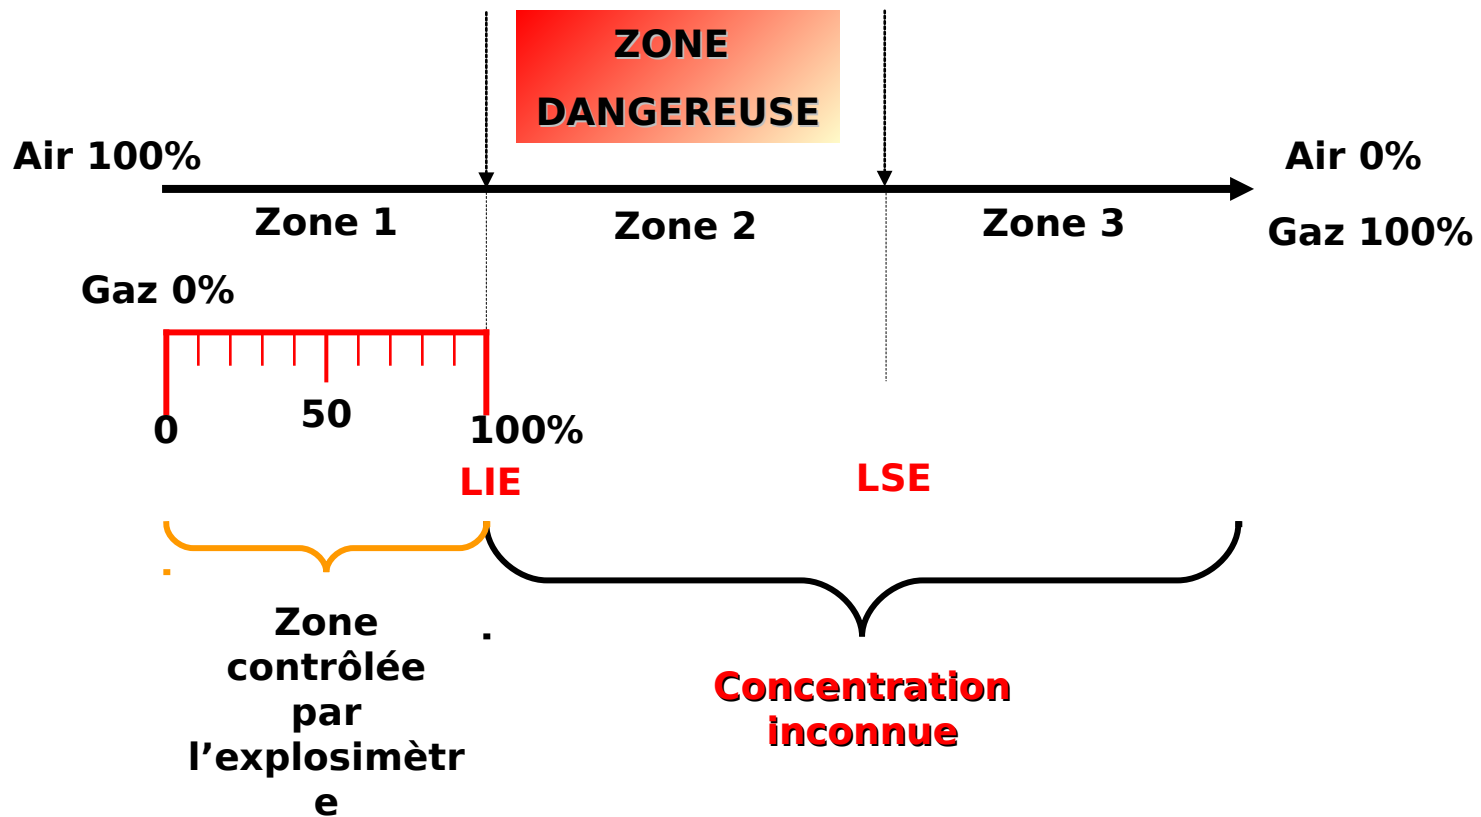 ZONE
DANGEREUSE
Air 100%
Air 0%
Zone 1
Zone 2
Zone 3
Gaz 100%
Gaz 0%
0
50
100%
LIE
LSE
Zone
contrôlée
par
l’explosimètr
e
Concentration
inconnue